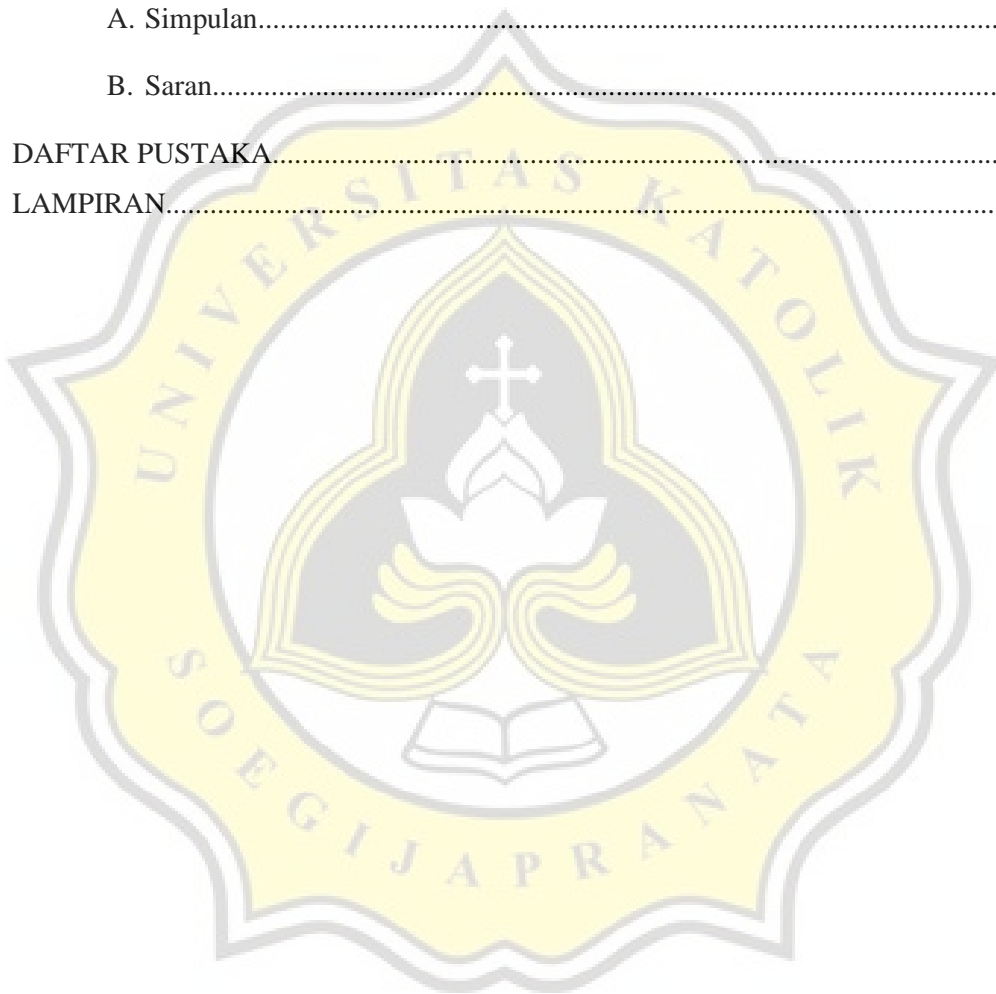 A. Simpulan..........................................................................................................
B. Saran................................................................................................................
DAFTAR PUSTAKA.................................................................................................
LAMPIRAN................................................................................................................
UNIVERSITAS KATOLIK
SOEGIJAPRANATA